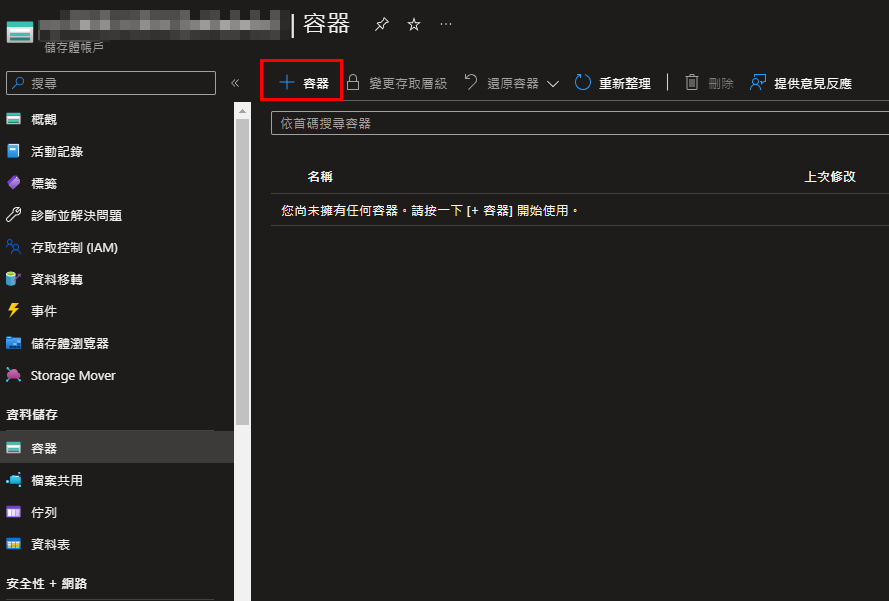 | 容器
儲存體帳戶
搜尋
概觀
活動記錄
標籤
診斷並解決問題
存取控制 (IAM)
資料移轉
事件
儲存體瀏覽器
Storage Mover
資料儲存
容器
檔案共用
佇列
資料表
安全性 + 網路
容器
變更存取層級
還原容器
重新整理
刪除
提供意見反應
依首碼搜尋容器
名稱 上次修改
您尚未擁有任何容器。請按一下 [+ 容器] 開始使用。